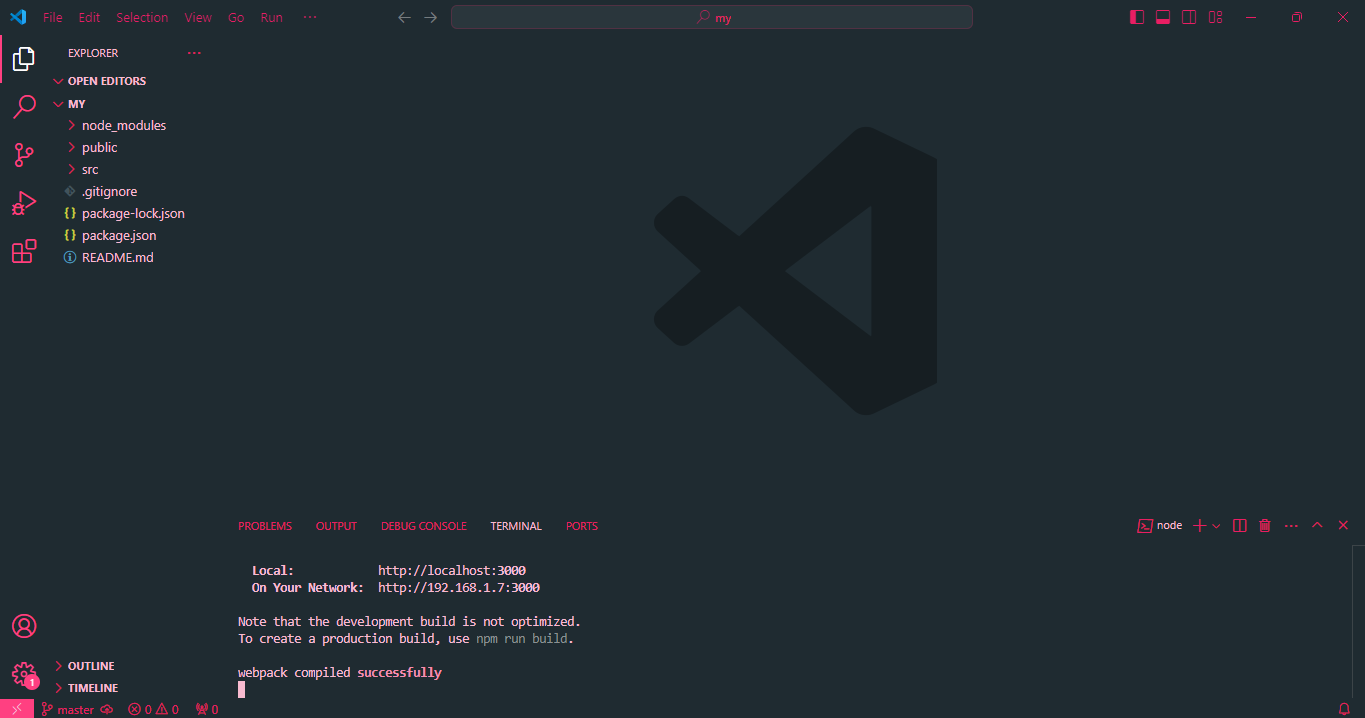 File Edit Selection View Go Run ...
my
EXPLORER
OPEN EDITORS
MY
node_modules
public
src
.gitignore
{} package-lock.json
{} package.json
README.md
PROBLEMS OUTPUT DEBUG CONSOLE TERMINAL PORTS
node
Local: http://localhost:3000
On Your Network: http://192.168.1.7:3000
Note that the development build is not optimized.
To create a production build, use npm run build.
webpack compiled successfully
1
OUTLINE
TIMELINE
master 0 0 0